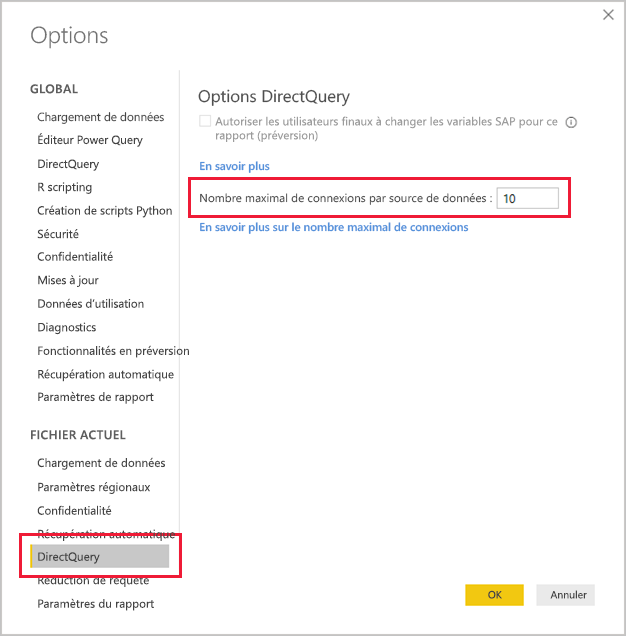 Options
GLOBAL
Chargement de données
Éditeur Power Query
DirectQuery
R scripting
Création de scripts Python
Sécurité
Confidentialité
Mises à jour
Données d'utilisation
Diagnostics
Fonctionnalités en préversion
Récupération automatique
Paramètres de rapport
FICHIER ACTUEL
Chargement de données
Paramètres régionaux
Confidentialité
Récupération automatique
DirectQuery
Réduction de requête
Paramètres du rapport
Options DirectQuery
Autoriser les utilisateurs finaux à changer les variables SAP pour ce
rapport (préversion)
En savoir plus
Nombre maximal de connexions par source de données : 10
En savoir plus sur le nombre maximal de connexions
OK
Annuler